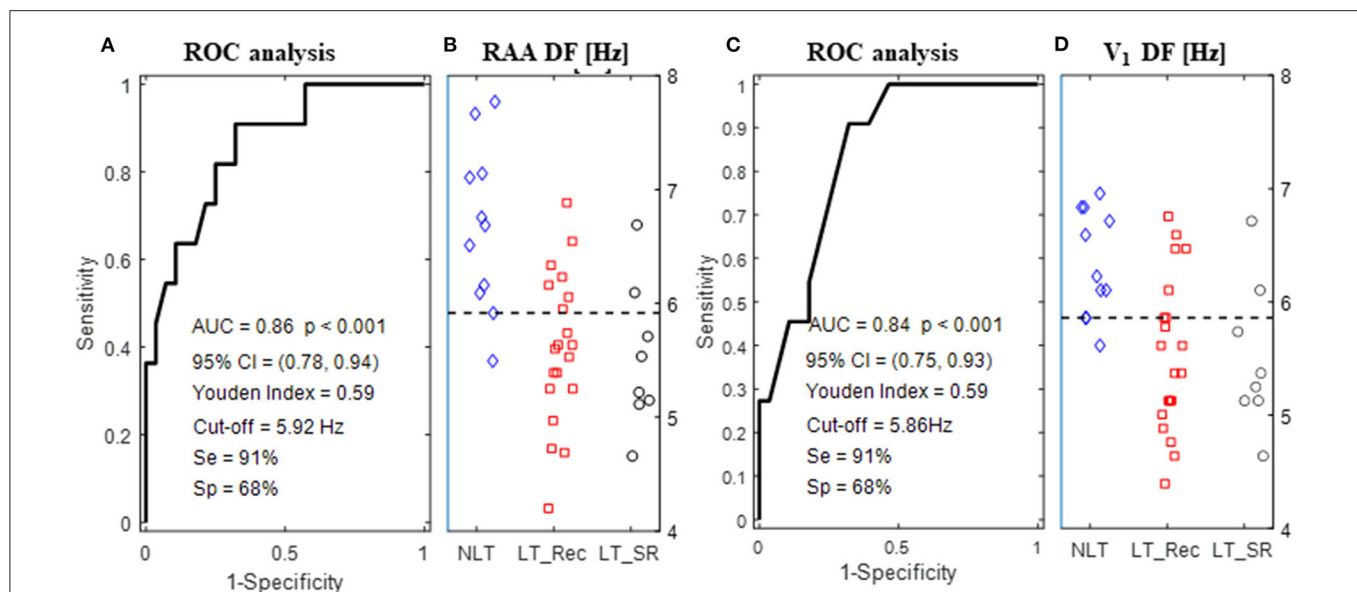 A ROC analysis
Sensitivity
1
0.8
0.6
0.4
0.2
0
AUC = 0.86 p < 0.001
95% CI = (0.78, 0.94)
Youden Index = 0.59
Cut-off = 5.92 Hz
Se = 91%
Sp = 68%
0 0.5 1
1-Specificity
B RAA DF [Hz]
8
7
6
5
4
NLT LT_Rec LT_SR
C ROC analysis
Sensitivity
1
0.9
0.8
0.7
0.6
0.5
0.4
0.3
0.2
0.1
0
AUC = 0.84 p < 0.001
95% CI = (0.75, 0.93)
Youden Index = 0.59
Cut-off = 5.86Hz
Se = 91%
Sp = 68%
0 0.5 1
1-Specificity
D V₁ DF [Hz]
8
7
6
5
4
NLT LT_Rec LT_SR